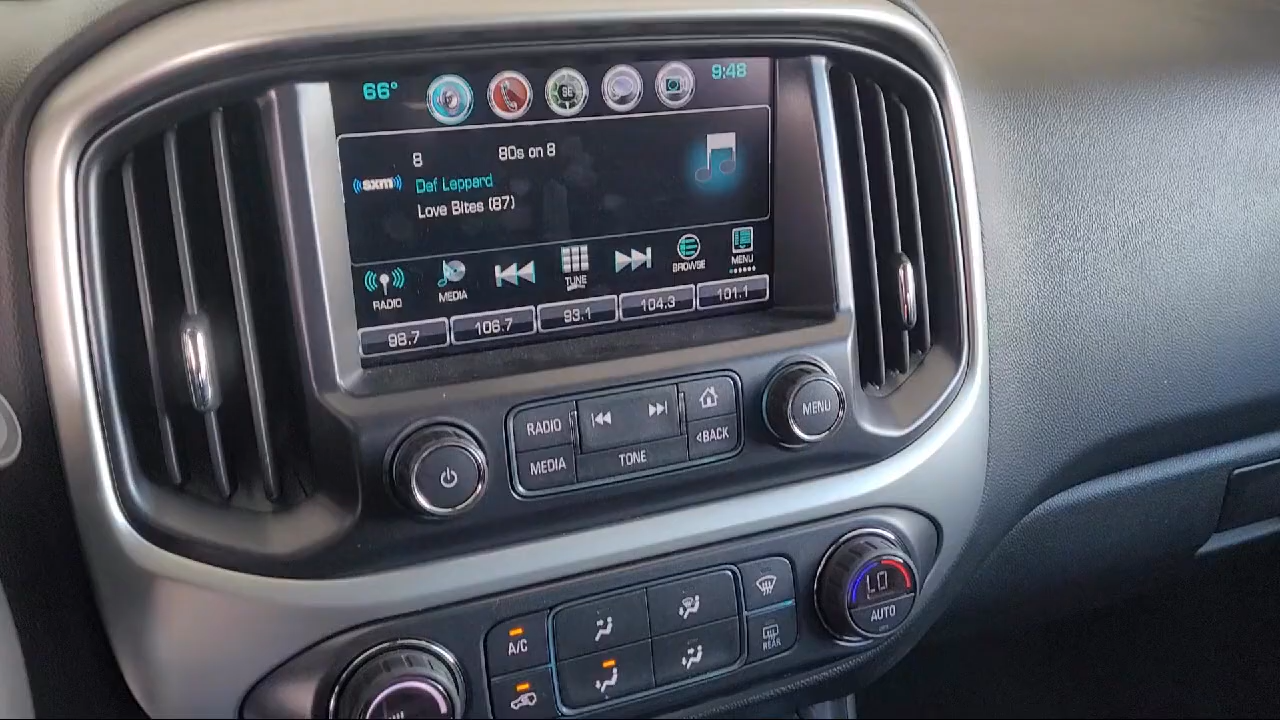 66°
SE
9:48
8
80s on 8
((sxm))
Def Leppard
Love Bites (87)
RADIO
MEDIA
TUNE
BROWSE
MENU
98.7
106.7
93.1
104.3
101.1
RADIO
MEDIA
TONE
BACK
MENU
A/C
REAR
LO
AUTO